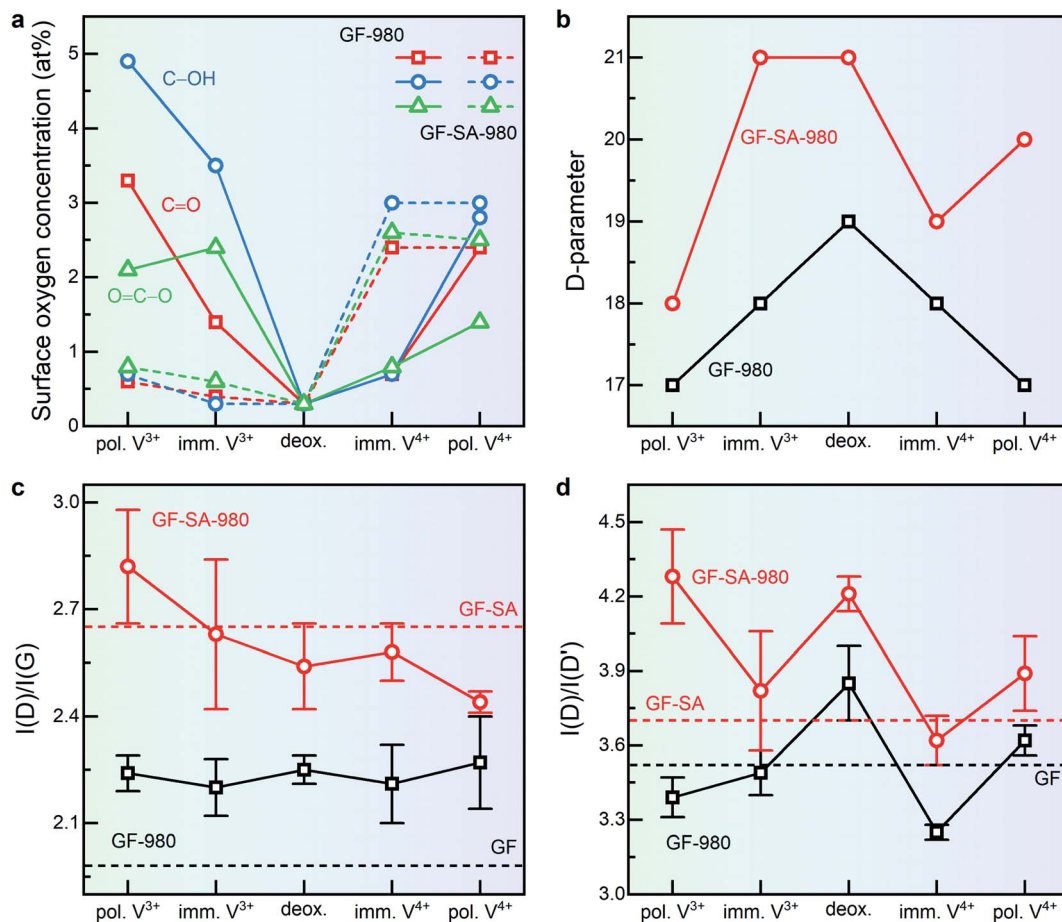 a
Surface oxygen concentration (at%)
5
4
3
2
1
0
C–OH
C=O
O=C–O
GF-980
GF-SA-980
pol. V³⁺
imm. V³⁺
deox.
imm. V⁴⁺
pol. V⁴⁺
b
D-parameter
21
20
19
18
17
GF-SA-980
GF-980
pol. V³⁺
imm. V³⁺
deox.
imm. V⁴⁺
pol. V⁴⁺
c
I(D)/I(G)
3.0
2.7
2.4
2.1
GF-SA-980
GF-SA
GF-980
GF
pol. V³⁺
imm. V³⁺
deox.
imm. V⁴⁺
pol. V⁴⁺
d
I(D)/I(D')
4.5
4.2
3.9
3.6
3.3
3.0
GF-SA-980
GF-SA
GF
GF-980
pol. V³⁺
imm. V³⁺
deox.
imm. V⁴⁺
pol. V⁴⁺